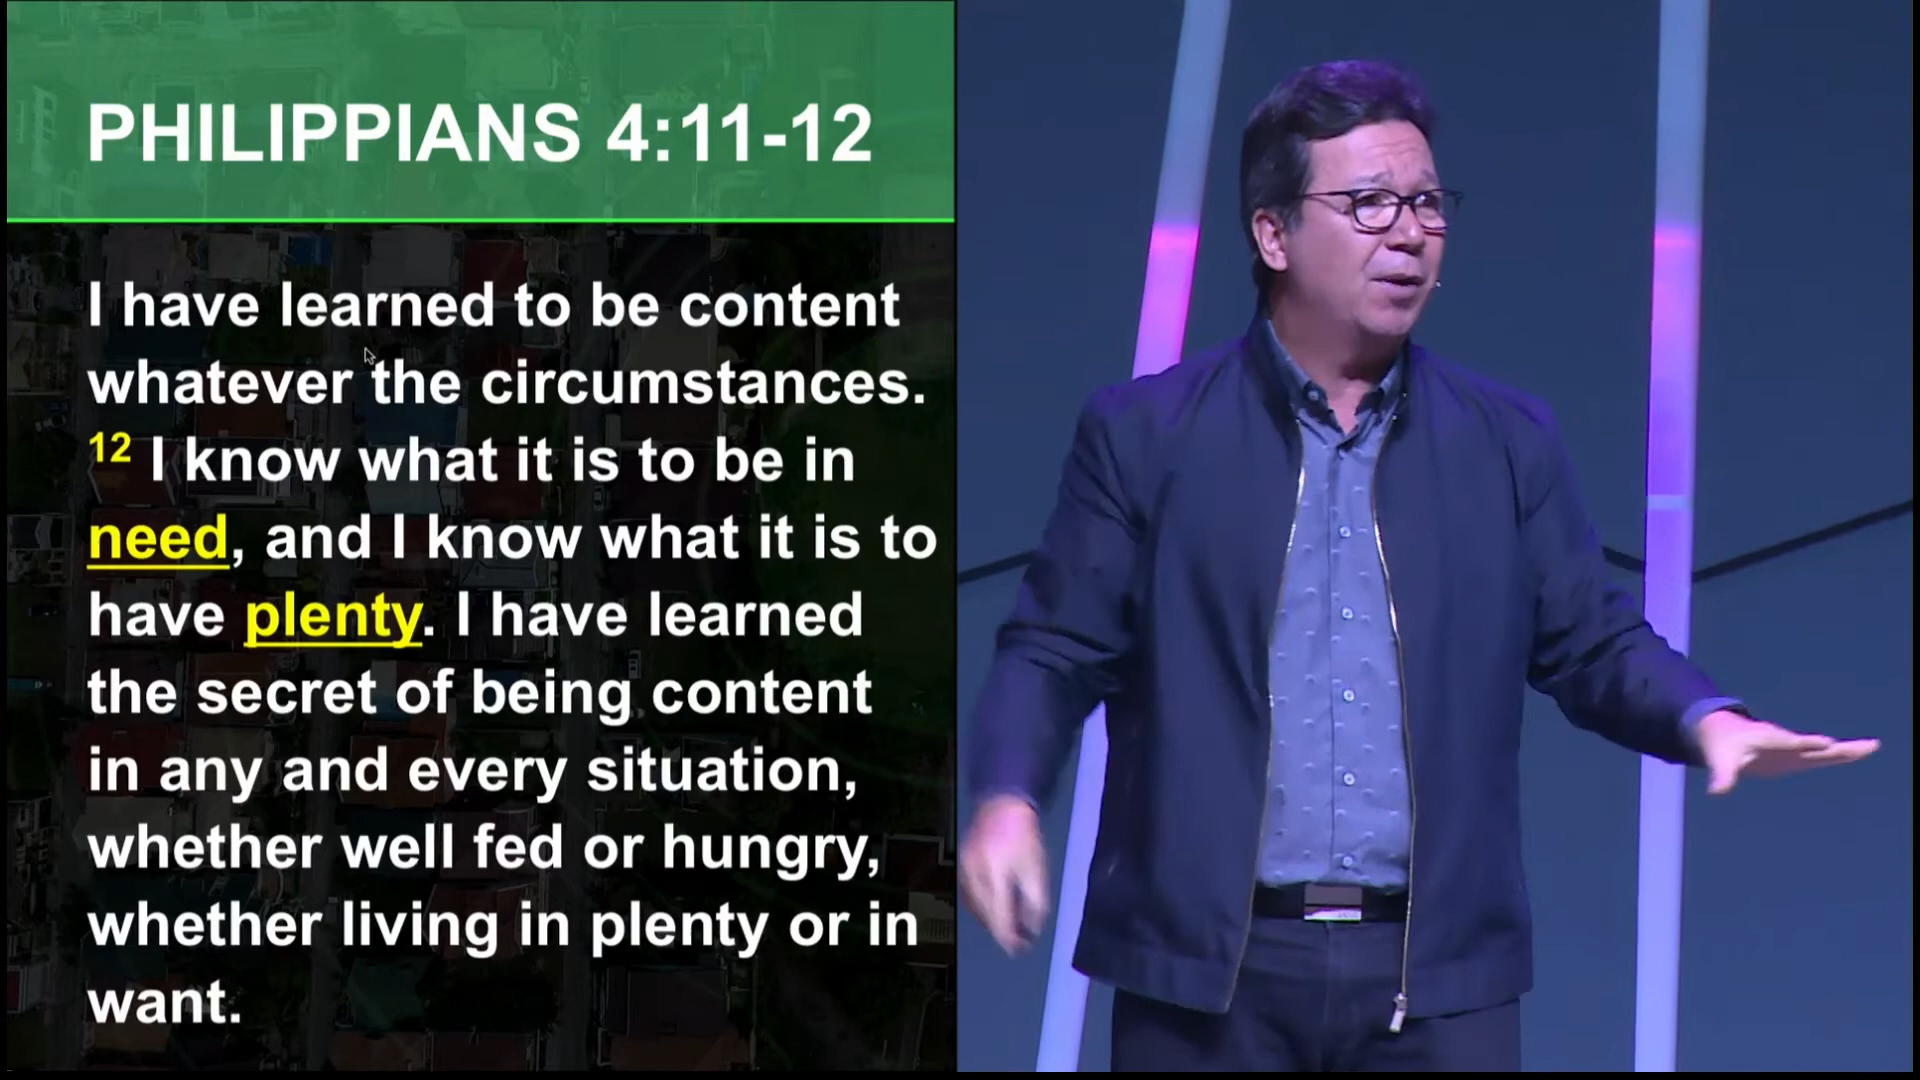 PHILIPPIANS 4:11-12
I have learned to be content
whatever the circumstances.
12 I know what it is to be in
need, and I know what it is to
have plenty. I have learned
the secret of being content
in any and every situation,
whether well fed or hungry,
whether living in plenty or in
want.